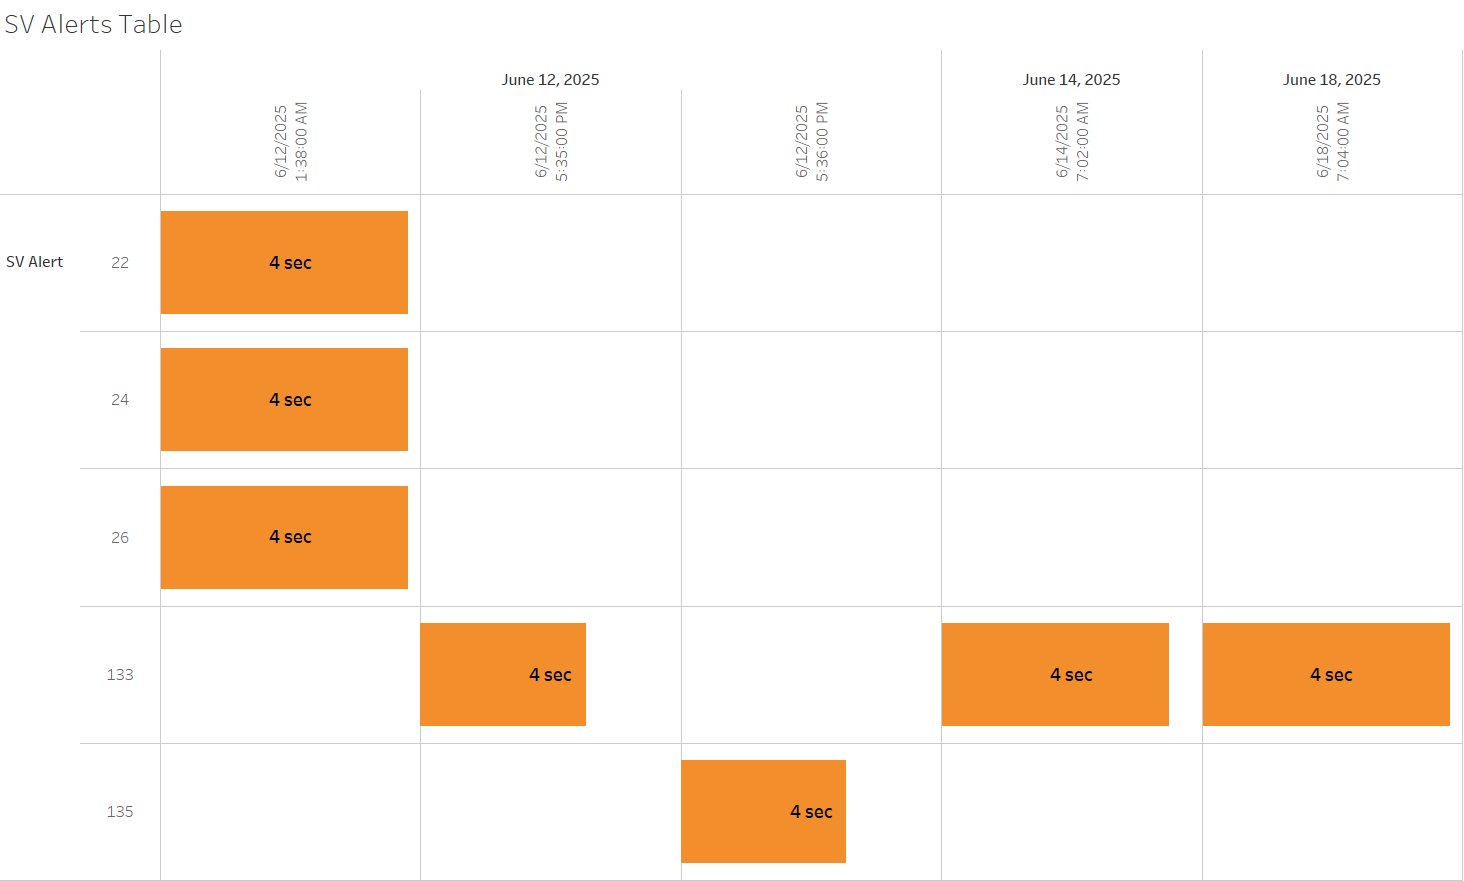 SV Alerts Table
June 12, 2025
June 14, 2025
June 18, 2025
6/12/2025
1:38:00 AM
6/12/2025
5:35:00 PM
6/12/2025
5:36:00 PM
6/14/2025
7:02:00 AM
6/18/2025
7:04:00 AM
SV Alert
22
4 sec
24
4 sec
26
4 sec
133
4 sec
4 sec
4 sec
135
4 sec